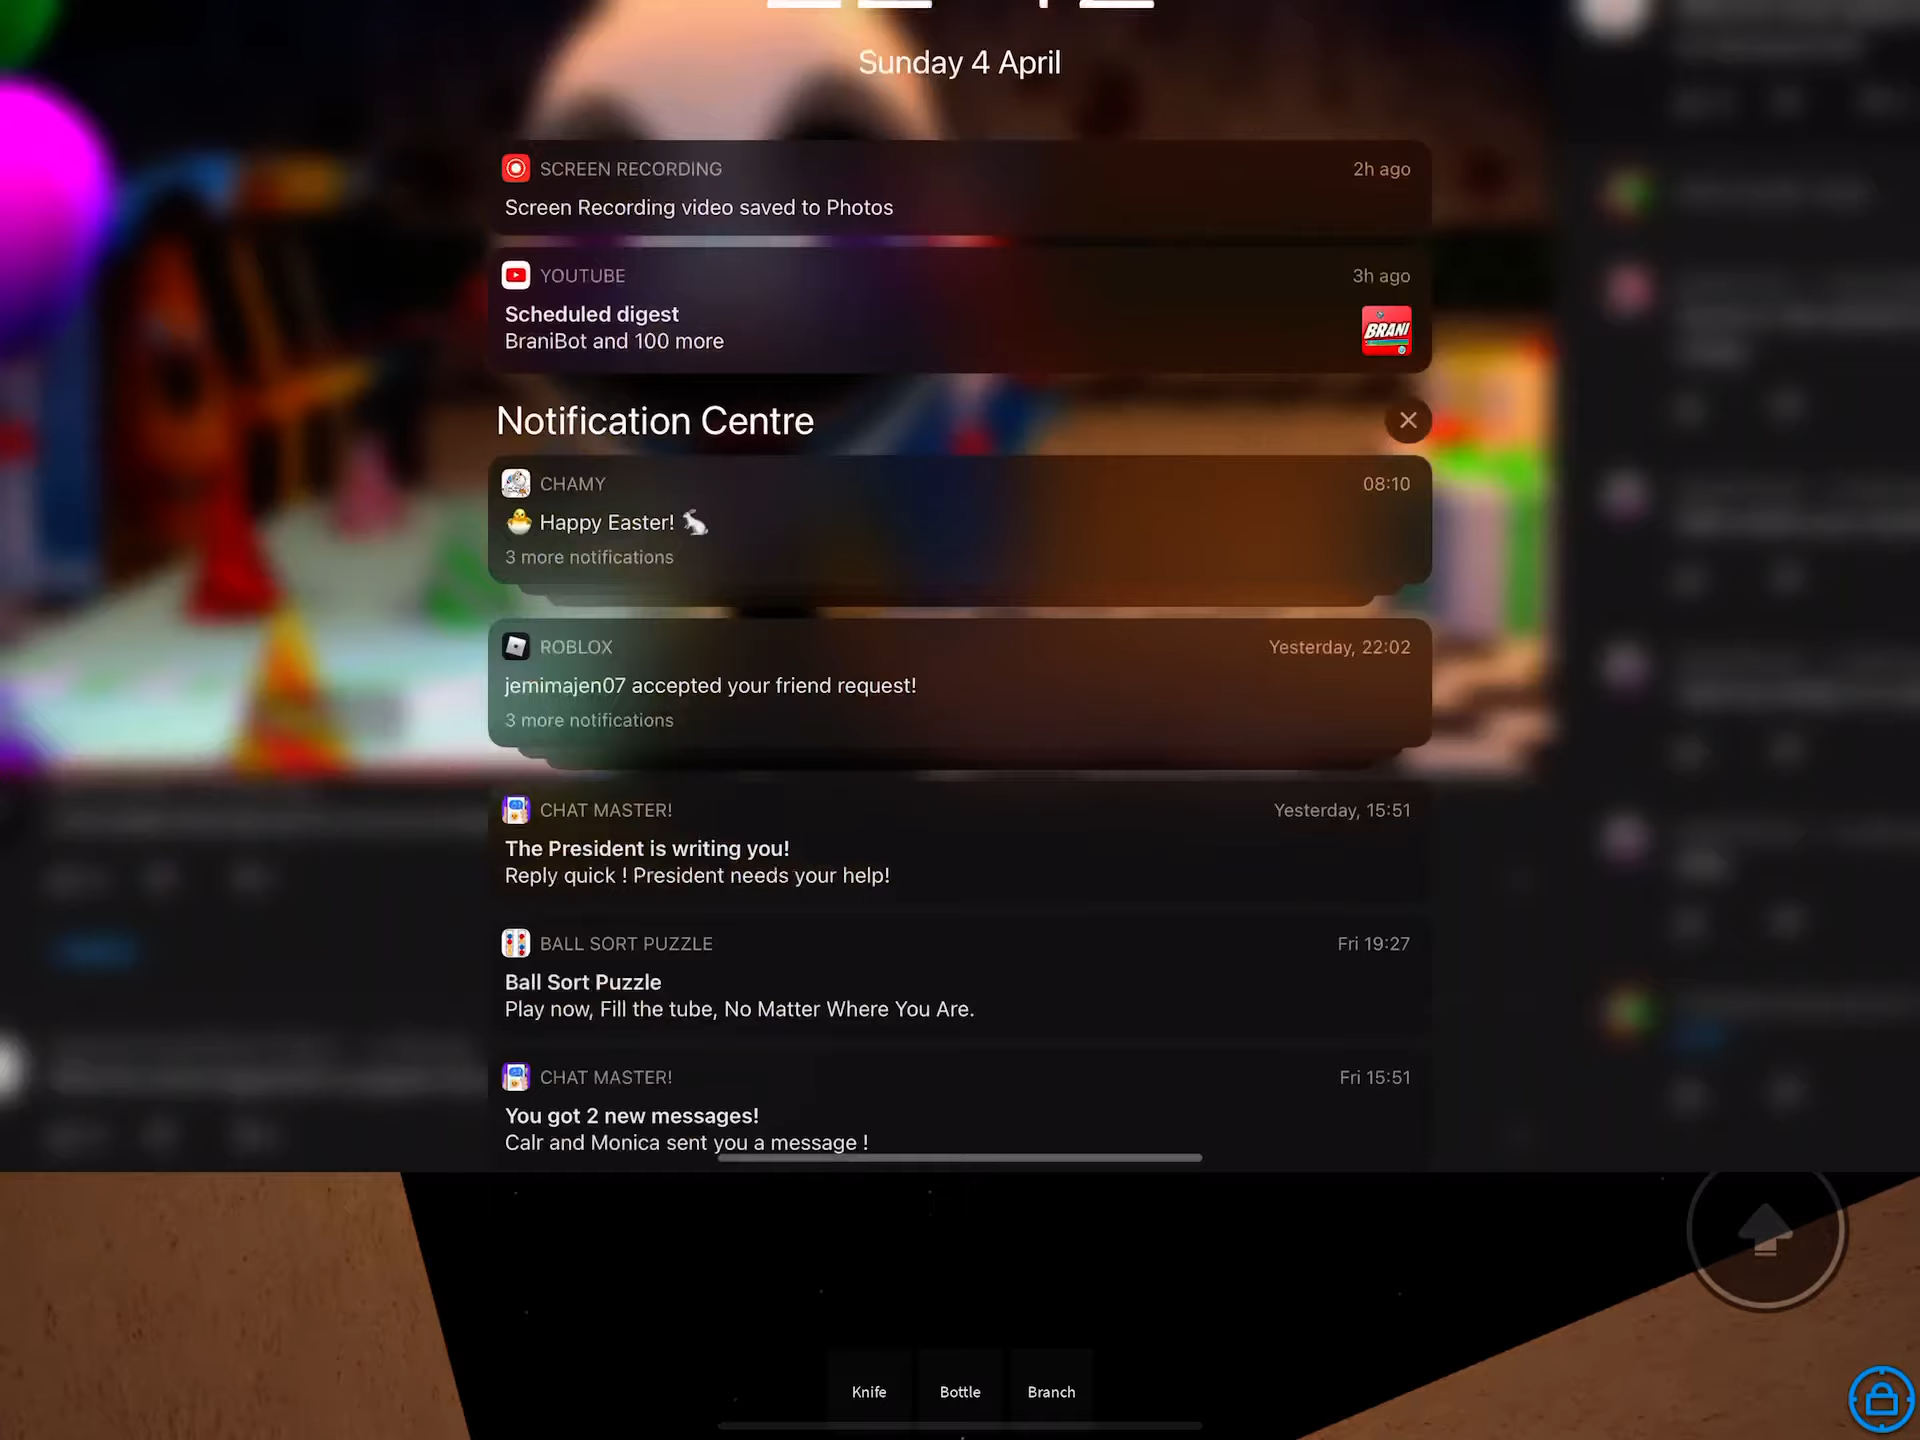 Sunday 4 April
SCREEN RECORDING 2h ago
Screen Recording video saved to Photos
YOUTUBE 3h ago
Scheduled digest
BraniBot and 100 more
BRANI
Notification Centre
CHAMY 08:10
🐣 Happy Easter! 🐇
3 more notifications
ROBLOX Yesterday, 22:02
jemimajen07 accepted your friend request!
3 more notifications
CHAT MASTER! Yesterday, 15:51
The President is writing you!
Reply quick ! President needs your help!
BALL SORT PUZZLE Fri 19:27
Ball Sort Puzzle
Play now, Fill the tube, No Matter Where You Are.
CHAT MASTER! Fri 15:51
You got 2 new messages!
Calr and Monica sent you a message !
Knife Bottle Branch